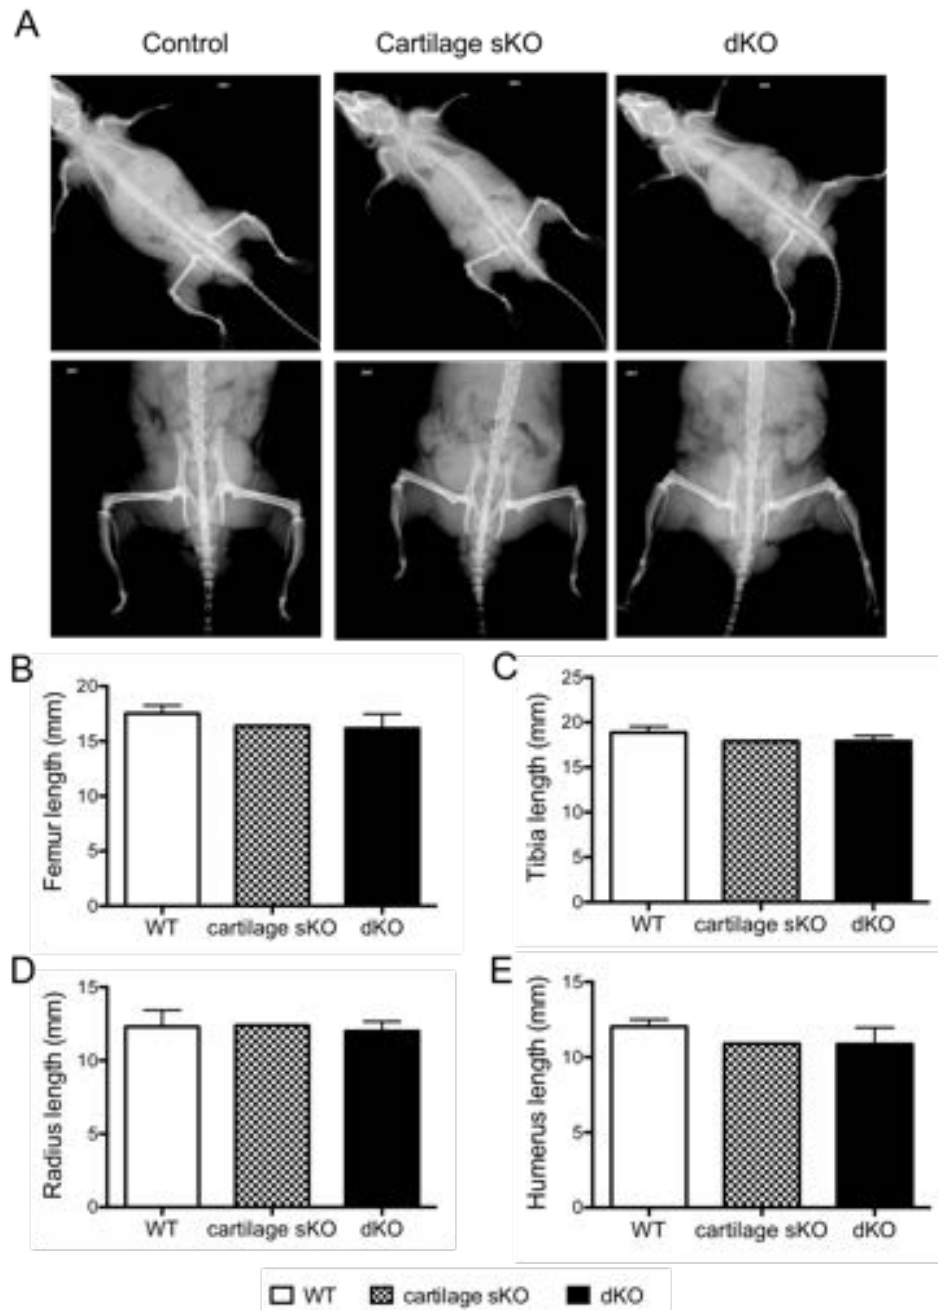 A
Control Cartilage sKO dKO
B
Femur length (mm)
20
15
10
5
0
WT cartilage sKO dKO
C
Tibia length (mm)
25
20
15
10
5
0
WT cartilage sKO dKO
D
Radius length (mm)
15
10
5
0
WT cartilage sKO dKO
E
Humerus length (mm)
15
10
5
0
WT cartilage sKO dKO
WT cartilage sKO dKO